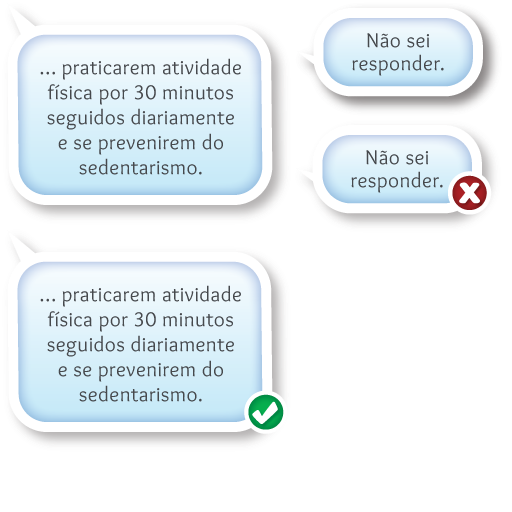 ... praticarem atividade
física por 30 minutos
seguidos diariamente
e se prevenirem do
sedentarismo.
Não sei
responder.
Não sei
responder.
... praticarem atividade
física por 30 minutos
seguidos diariamente
e se prevenirem do
sedentarismo.